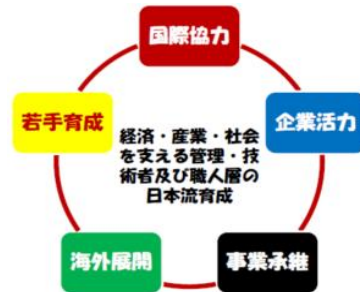 国際協力
若手育成
企業活力
経済・産業・社会
を支える管理・技
術者及び職人層の
日本流育成
海外展開
事業承継